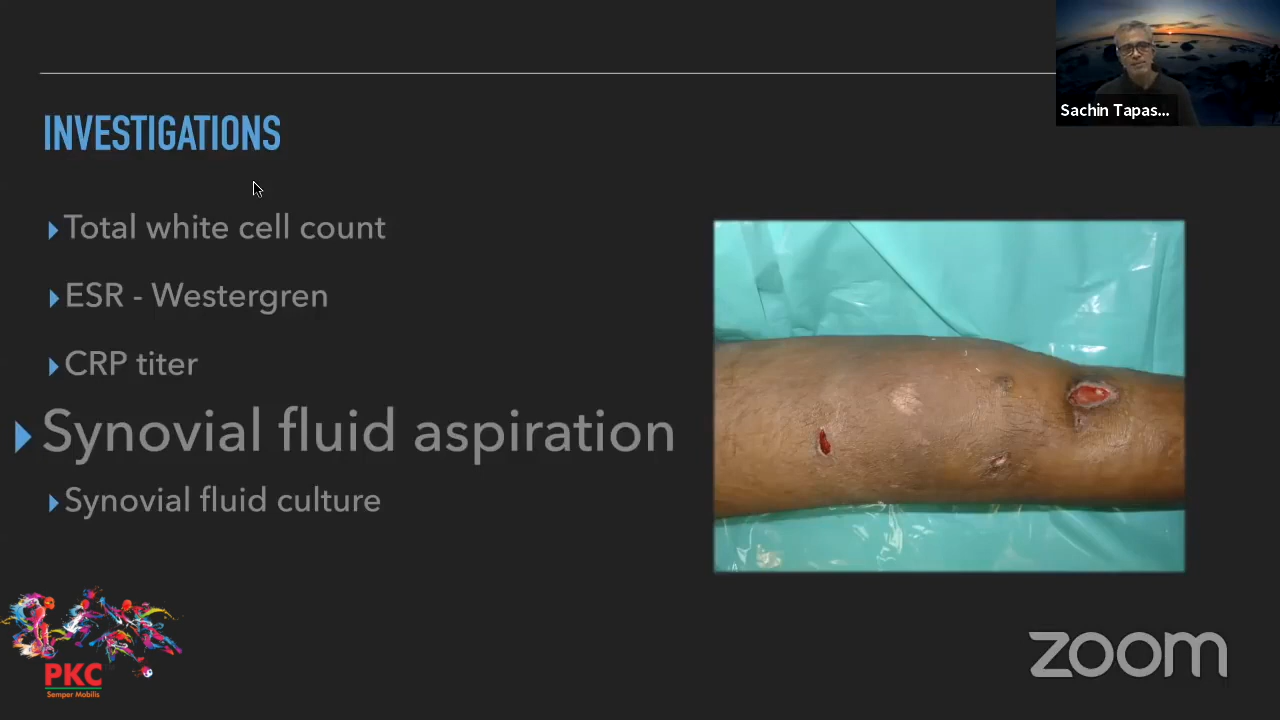 Sachin Tapas...
INVESTIGATIONS
Total white cell count
ESR - Westergren
CRP titer
Synovial fluid aspiration
Synovial fluid culture
PKC
Semper Mobilis
zoom